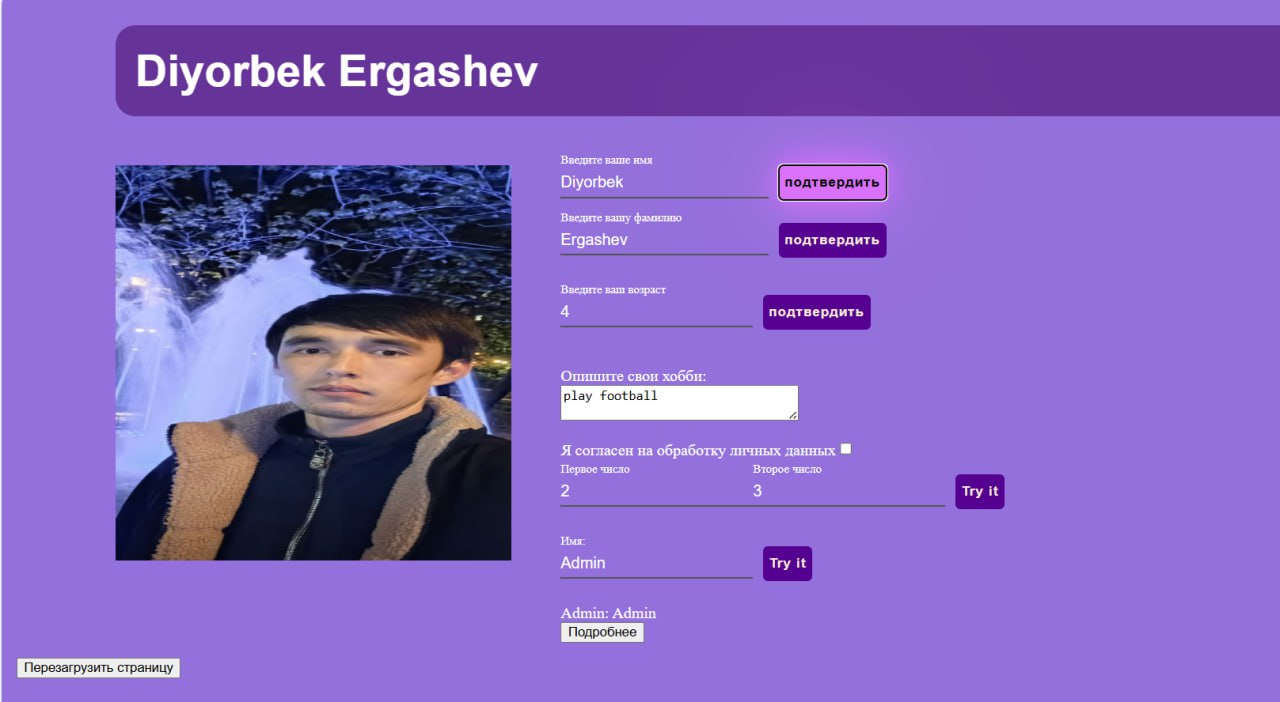 Diyorbek Ergashev
Введите ваше имя
Diyorbek
подтвердить
Введите вашу фамилию
Ergashev
подтвердить
Введите ваш возраст
4
подтвердить
Опишите свои хобби:
play football
Я согласен на обработку личных данных
Первое число Второе число
2 3
Try it
Имя:
Admin
Try it
Admin: Admin
Подробнее
Перезагрузить страницу